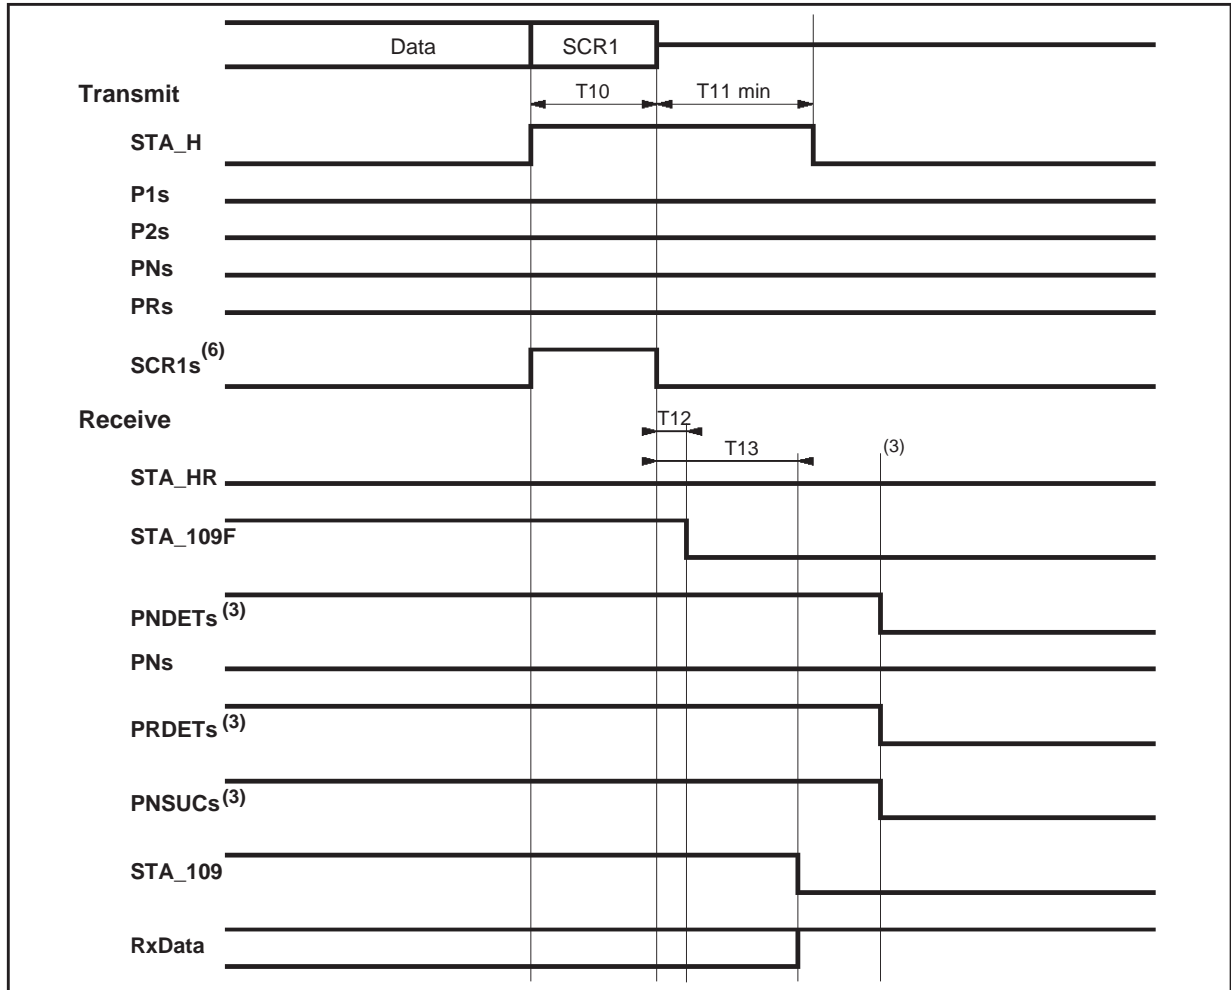 Data SCR1
Transmit
T10 T11 min
STA_H
P1s
P2s
PNs
PRs
SCR1s(6)
Receive
T12
T13 (3)
STA_HR
STA_109F
PNDETs(3)
PNs
PRDETs(3)
PNSUCs(3)
STA_109
RxData